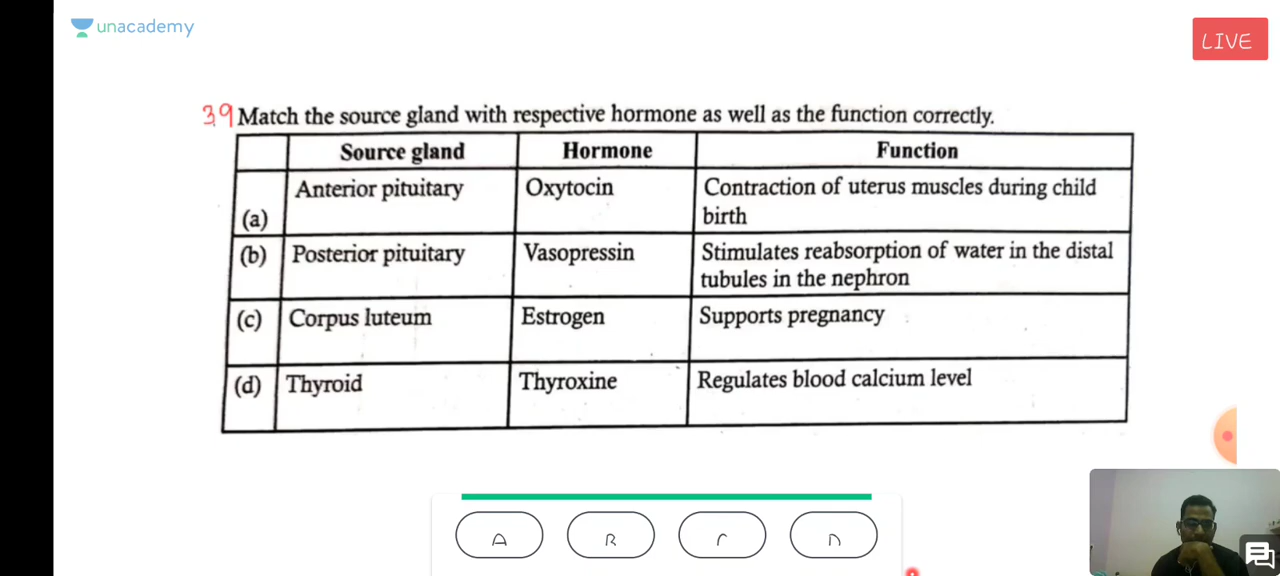 unacademy
LIVE
39 Match the source gland with respective hormone as well as the function correctly.
Source gland Hormone Function
(a) Anterior pituitary Oxytocin Contraction of uterus muscles during child
birth
(b) Posterior pituitary Vasopressin Stimulates reabsorption of water in the distal
tubules in the nephron
(c) Corpus luteum Estrogen Supports pregnancy
(d) Thyroid Thyroxine Regulates blood calcium level
A B C D